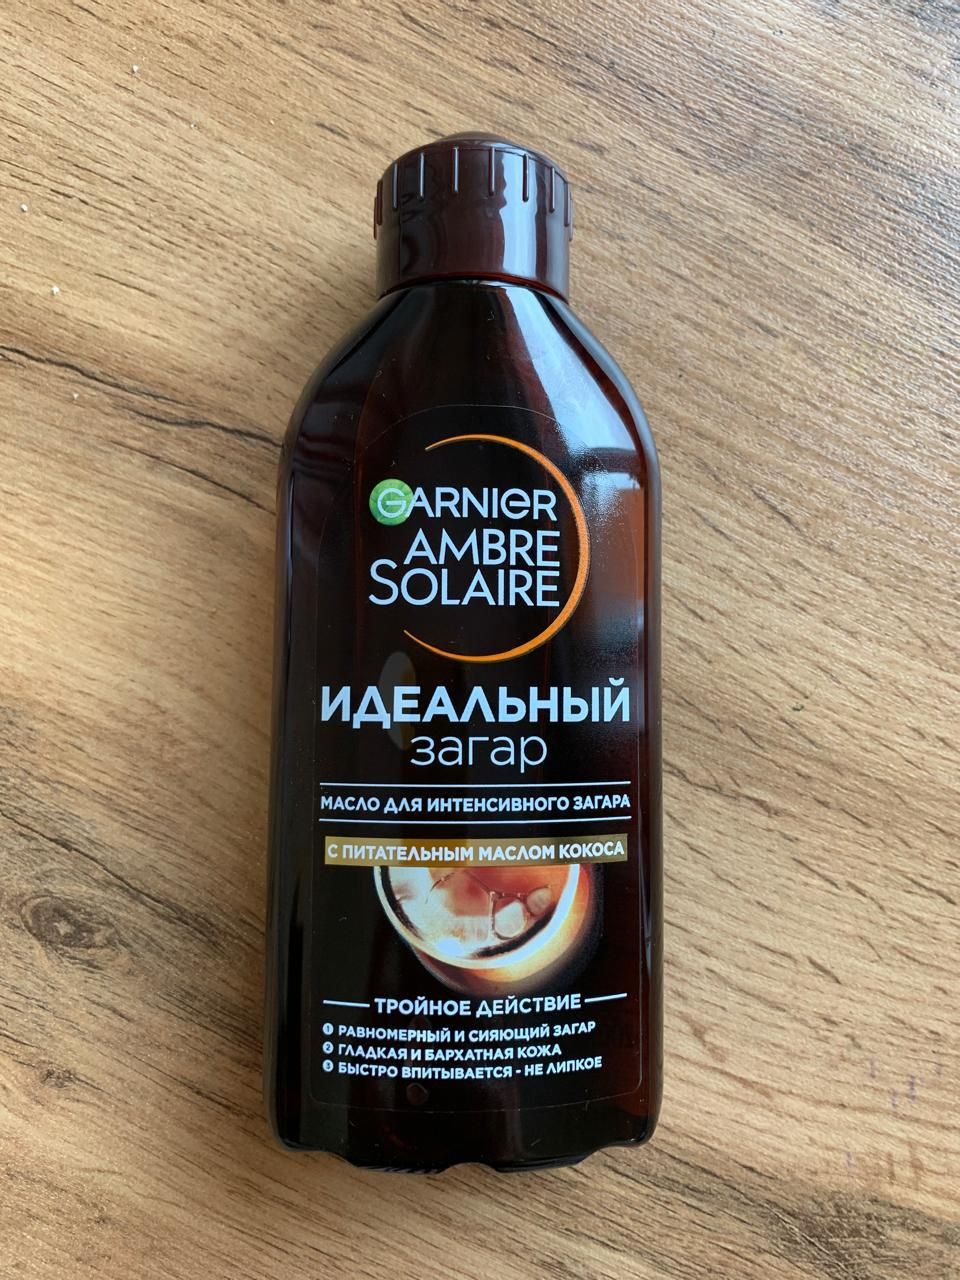 GARNIER
AMBRE
SOLAIRE
ИДЕАЛЬНЫЙ
загар
МАСЛО ДЛЯ ИНТЕНСИВНОГО ЗАГАРА
С ПИТАТЕЛЬНЫМ МАСЛОМ КОКОСА
ТРОЙНОЕ ДЕЙСТВИЕ
1 РАВНОМЕРНЫЙ И СИЯЮЩИЙ ЗАГАР
2 ГЛАДКАЯ И БАРХАТНАЯ КОЖА
3 БЫСТРО ВПИТЫВАЕТСЯ - НЕ ЛИПКОЕ